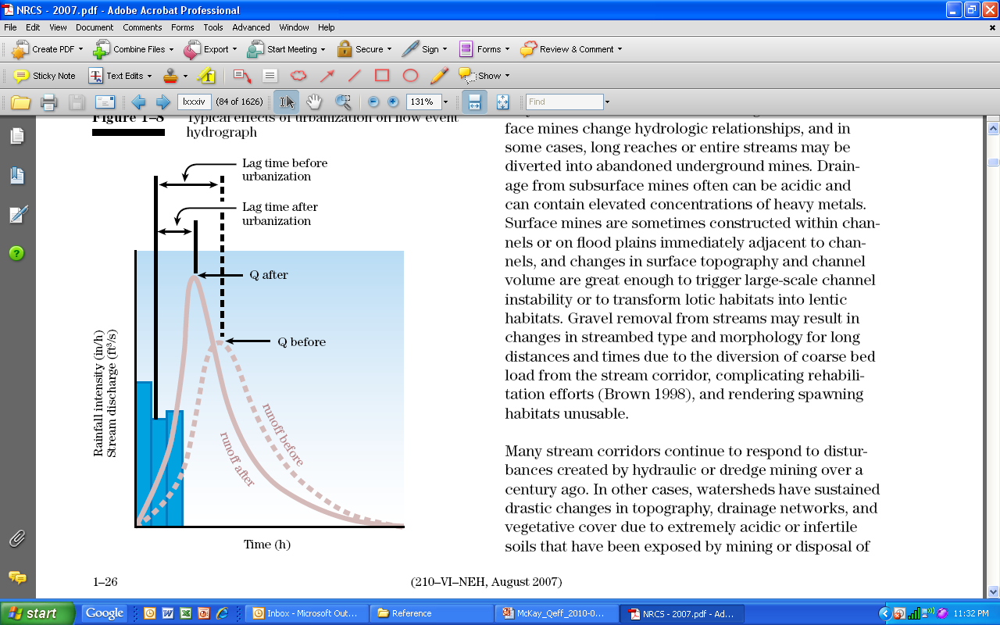 NRCS - 2007.pdf - Adobe Acrobat Professional
File Edit View Document Comments Forms Tools Advanced Window Help
Create PDF Combine Files Export Start Meeting Secure Sign Forms Review & Comment
Sticky Note Text Edits Show
lxxxiv (84 of 1626) 131% Find
Figure 1–8 Typical effects of urbanization on flow event
hydrograph
Lag time before
urbanization
Lag time after
urbanization
Q after
Q before
Rainfall intensity (in/h)
Stream discharge (ft³/s)
runoff before
runoff after
Time (h)
face mines change hydrologic relationships, and in
some cases, long reaches or entire streams may be
diverted into abandoned underground mines. Drain-
age from subsurface mines often can be acidic and
can contain elevated concentrations of heavy metals.
Surface mines are sometimes constructed within chan-
nels or on flood plains immediately adjacent to chan-
nels, and changes in surface topography and channel
volume are great enough to trigger large-scale channel
instability or to transform lotic habitats into lentic
habitats. Gravel removal from streams may result in
changes in streambed type and morphology for long
distances and times due to the diversion of coarse bed
load from the stream corridor, complicating rehabili-
tation efforts (Brown 1998), and rendering spawning
habitats unusable.
Many stream corridors continue to respond to distur-
bances created by hydraulic or dredge mining over a
century ago. In other cases, watersheds have sustained
drastic changes in topography, drainage networks, and
vegetative cover due to extremely acidic or infertile
soils that have been exposed by mining or disposal of
1–26 (210–VI–NEH, August 2007)
start Google Inbox - Microsoft Out... Reference McKay_Qeff_2010-0... NRCS - 2007.pdf - Ad... 11:32 PM